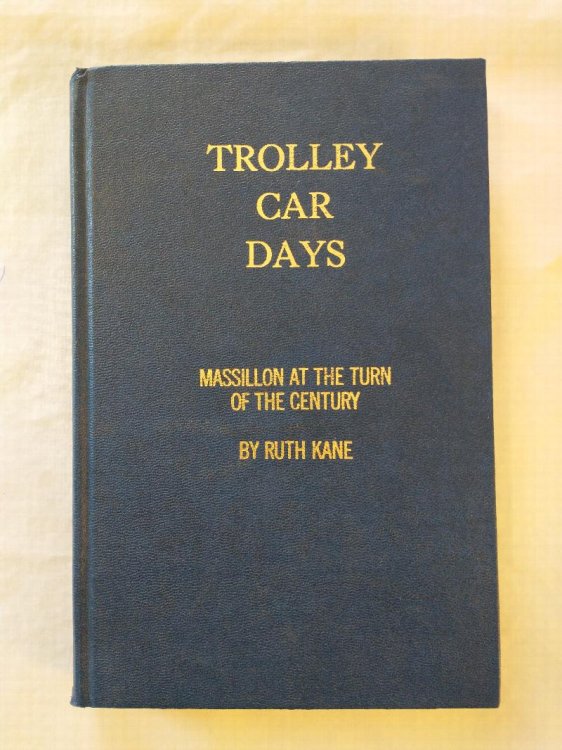 TROLLEY
CAR
DAYS
MASSILLON AT THE TURN
OF THE CENTURY
BY RUTH KANE